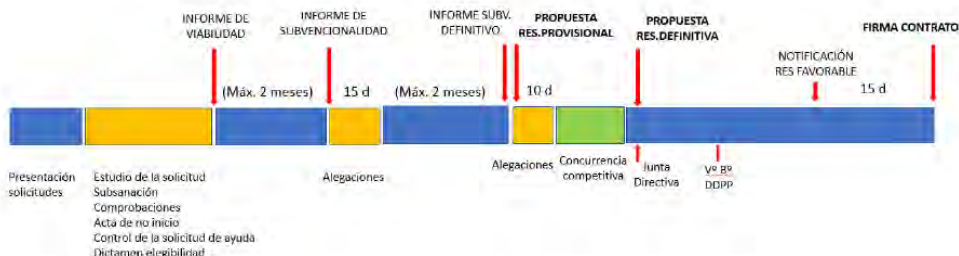 INFORME DE
VIABILIDAD
INFORME DE
SUBVENCIONALIDAD
INFORME SUBV.
DEFINITIVO
PROPUESTA
RES.PROVISIONAL
PROPUESTA
RES.DEFINITIVA
FIRMA CONTRATO
NOTIFICACIÓN
RES FAVORABLE
(Máx. 2 meses)
15 d
(Máx. 2 meses)
10 d
15 d
Presentación
solicitudes
Estudio de la solicitud
Subsanación
Comprobaciones
Acta de no inicio
Control de la solicitud de ayuda
Dictamen elegibilidad
Alegaciones
Alegaciones
Concurrencia
competitiva
Junta
Directiva
Vº Bº
DDPP